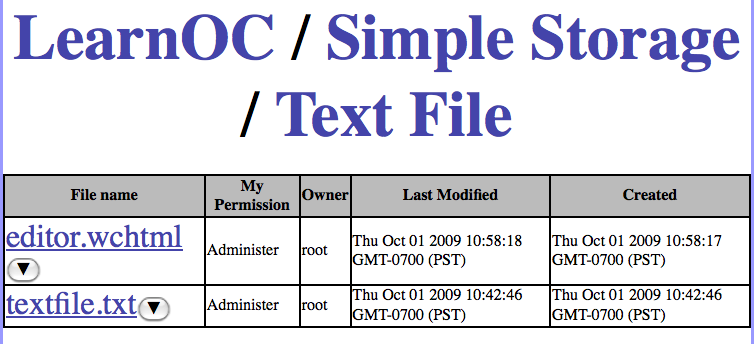 LearnOC / Simple Storage
/ Text File
File name My Permission Owner Last Modified Created
editor.wchtml Administer root Thu Oct 01 2009 10:58:18 GMT-0700 (PST) Thu Oct 01 2009 10:58:17 GMT-0700 (PST)
textfile.txt Administer root Thu Oct 01 2009 10:42:46 GMT-0700 (PST) Thu Oct 01 2009 10:42:46 GMT-0700 (PST)